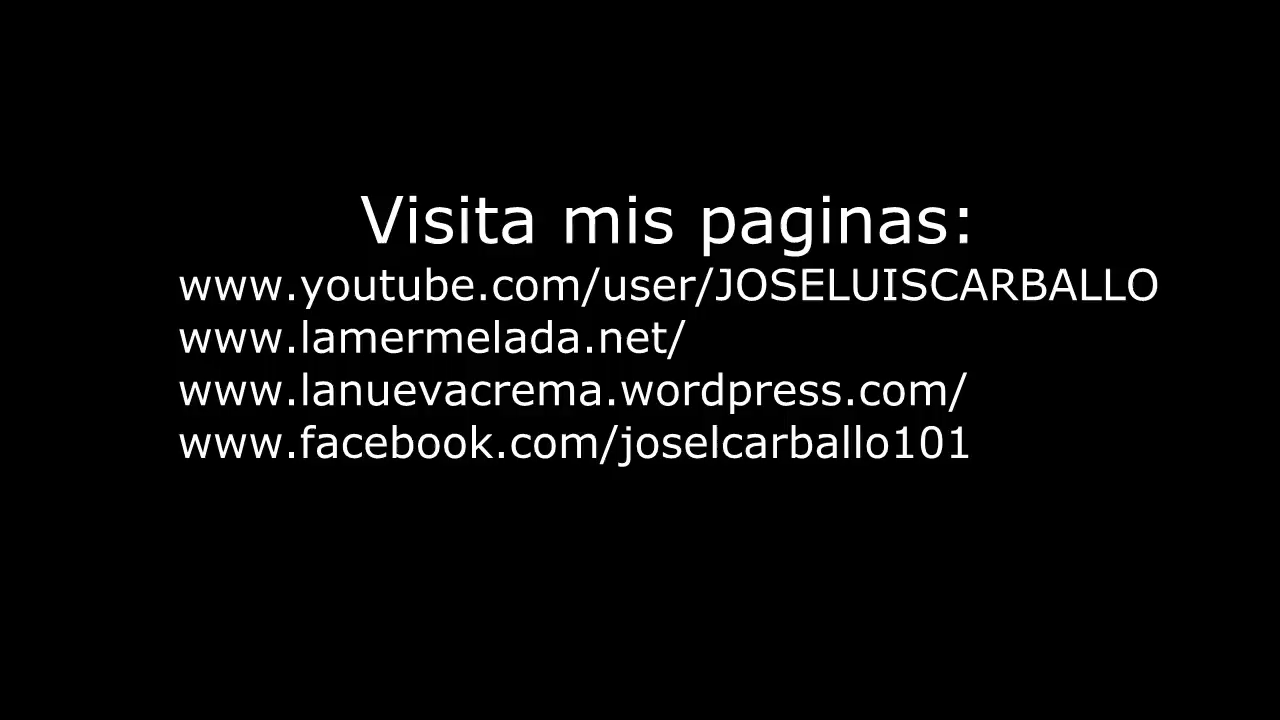 Visita mis paginas:
www.youtube.com/user/JOSELUISCARBALLO
www.lamermelada.net/
www.lanuevacrema.wordpress.com/
www.facebook.com/joselcarballo101